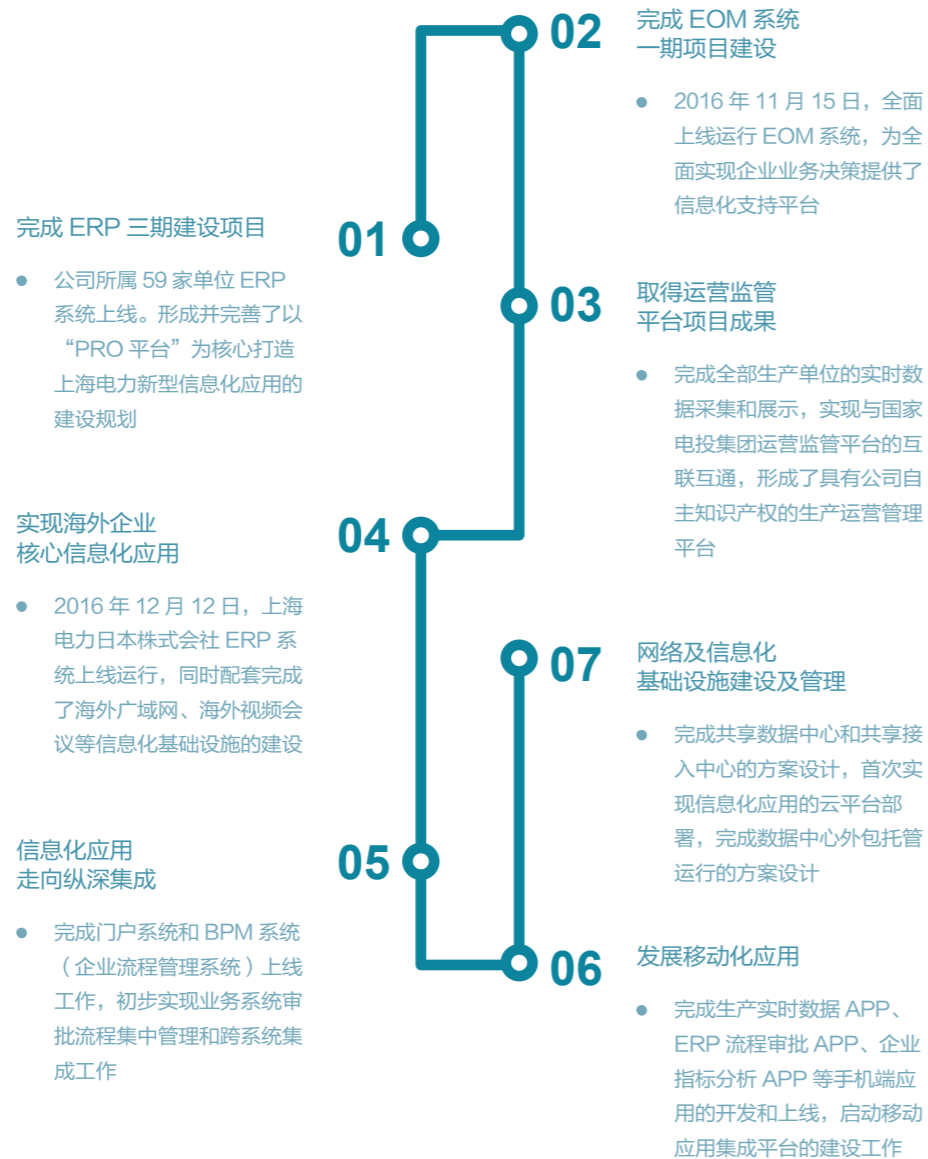 01
完成 ERP 三期建设项目
● 公司所属 59 家单位 ERP
系统上线。形成并完善了以
“PRO 平台”为核心打造
上海电力新型信息化应用的
建设规划
02
完成 EOM 系统
一期项目建设
● 2016 年 11 月 15 日，全面
上线运行 EOM 系统，为全
面实现企业业务决策提供了
信息化支持平台
03
取得运营监管
平台项目成果
● 完成全部生产单位的实时数
据采集和展示，实现与国家
电投集团运营监管平台的互
联互通，形成了具有公司自
主知识产权的生产运营管理
平台
04
实现海外企业
核心信息化应用
● 2016 年 12 月 12 日，上海
电力日本株式会社 ERP 系
统上线运行，同时配套完成
了海外广域网、海外视频会
议等信息化基础设施的建设
05
信息化应用
走向纵深集成
● 完成门户系统和 BPM 系统
（企业流程管理系统）上线
工作，初步实现业务系统审
批流程集中管理和跨系统集
成工作
06
发展移动化应用
● 完成生产实时数据 APP、
ERP 流程审批 APP、企业
指标分析 APP 等手机端应
用的开发和上线，启动移动
应用集成平台的建设工作
07
网络及信息化
基础设施建设及管理
● 完成共享数据中心和共享接
入中心的方案设计，首次实
现信息化应用的云平台部
署，完成数据中心外包托管
运行的方案设计